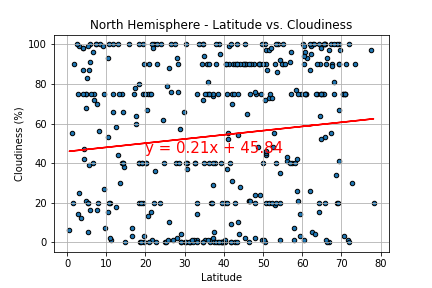 North Hemisphere - Latitude vs. Cloudiness
100
80
60
40
20
0
Cloudiness (%)
y = 0.21x + 45.84
0 10 20 30 40 50 60 70 80
Latitude